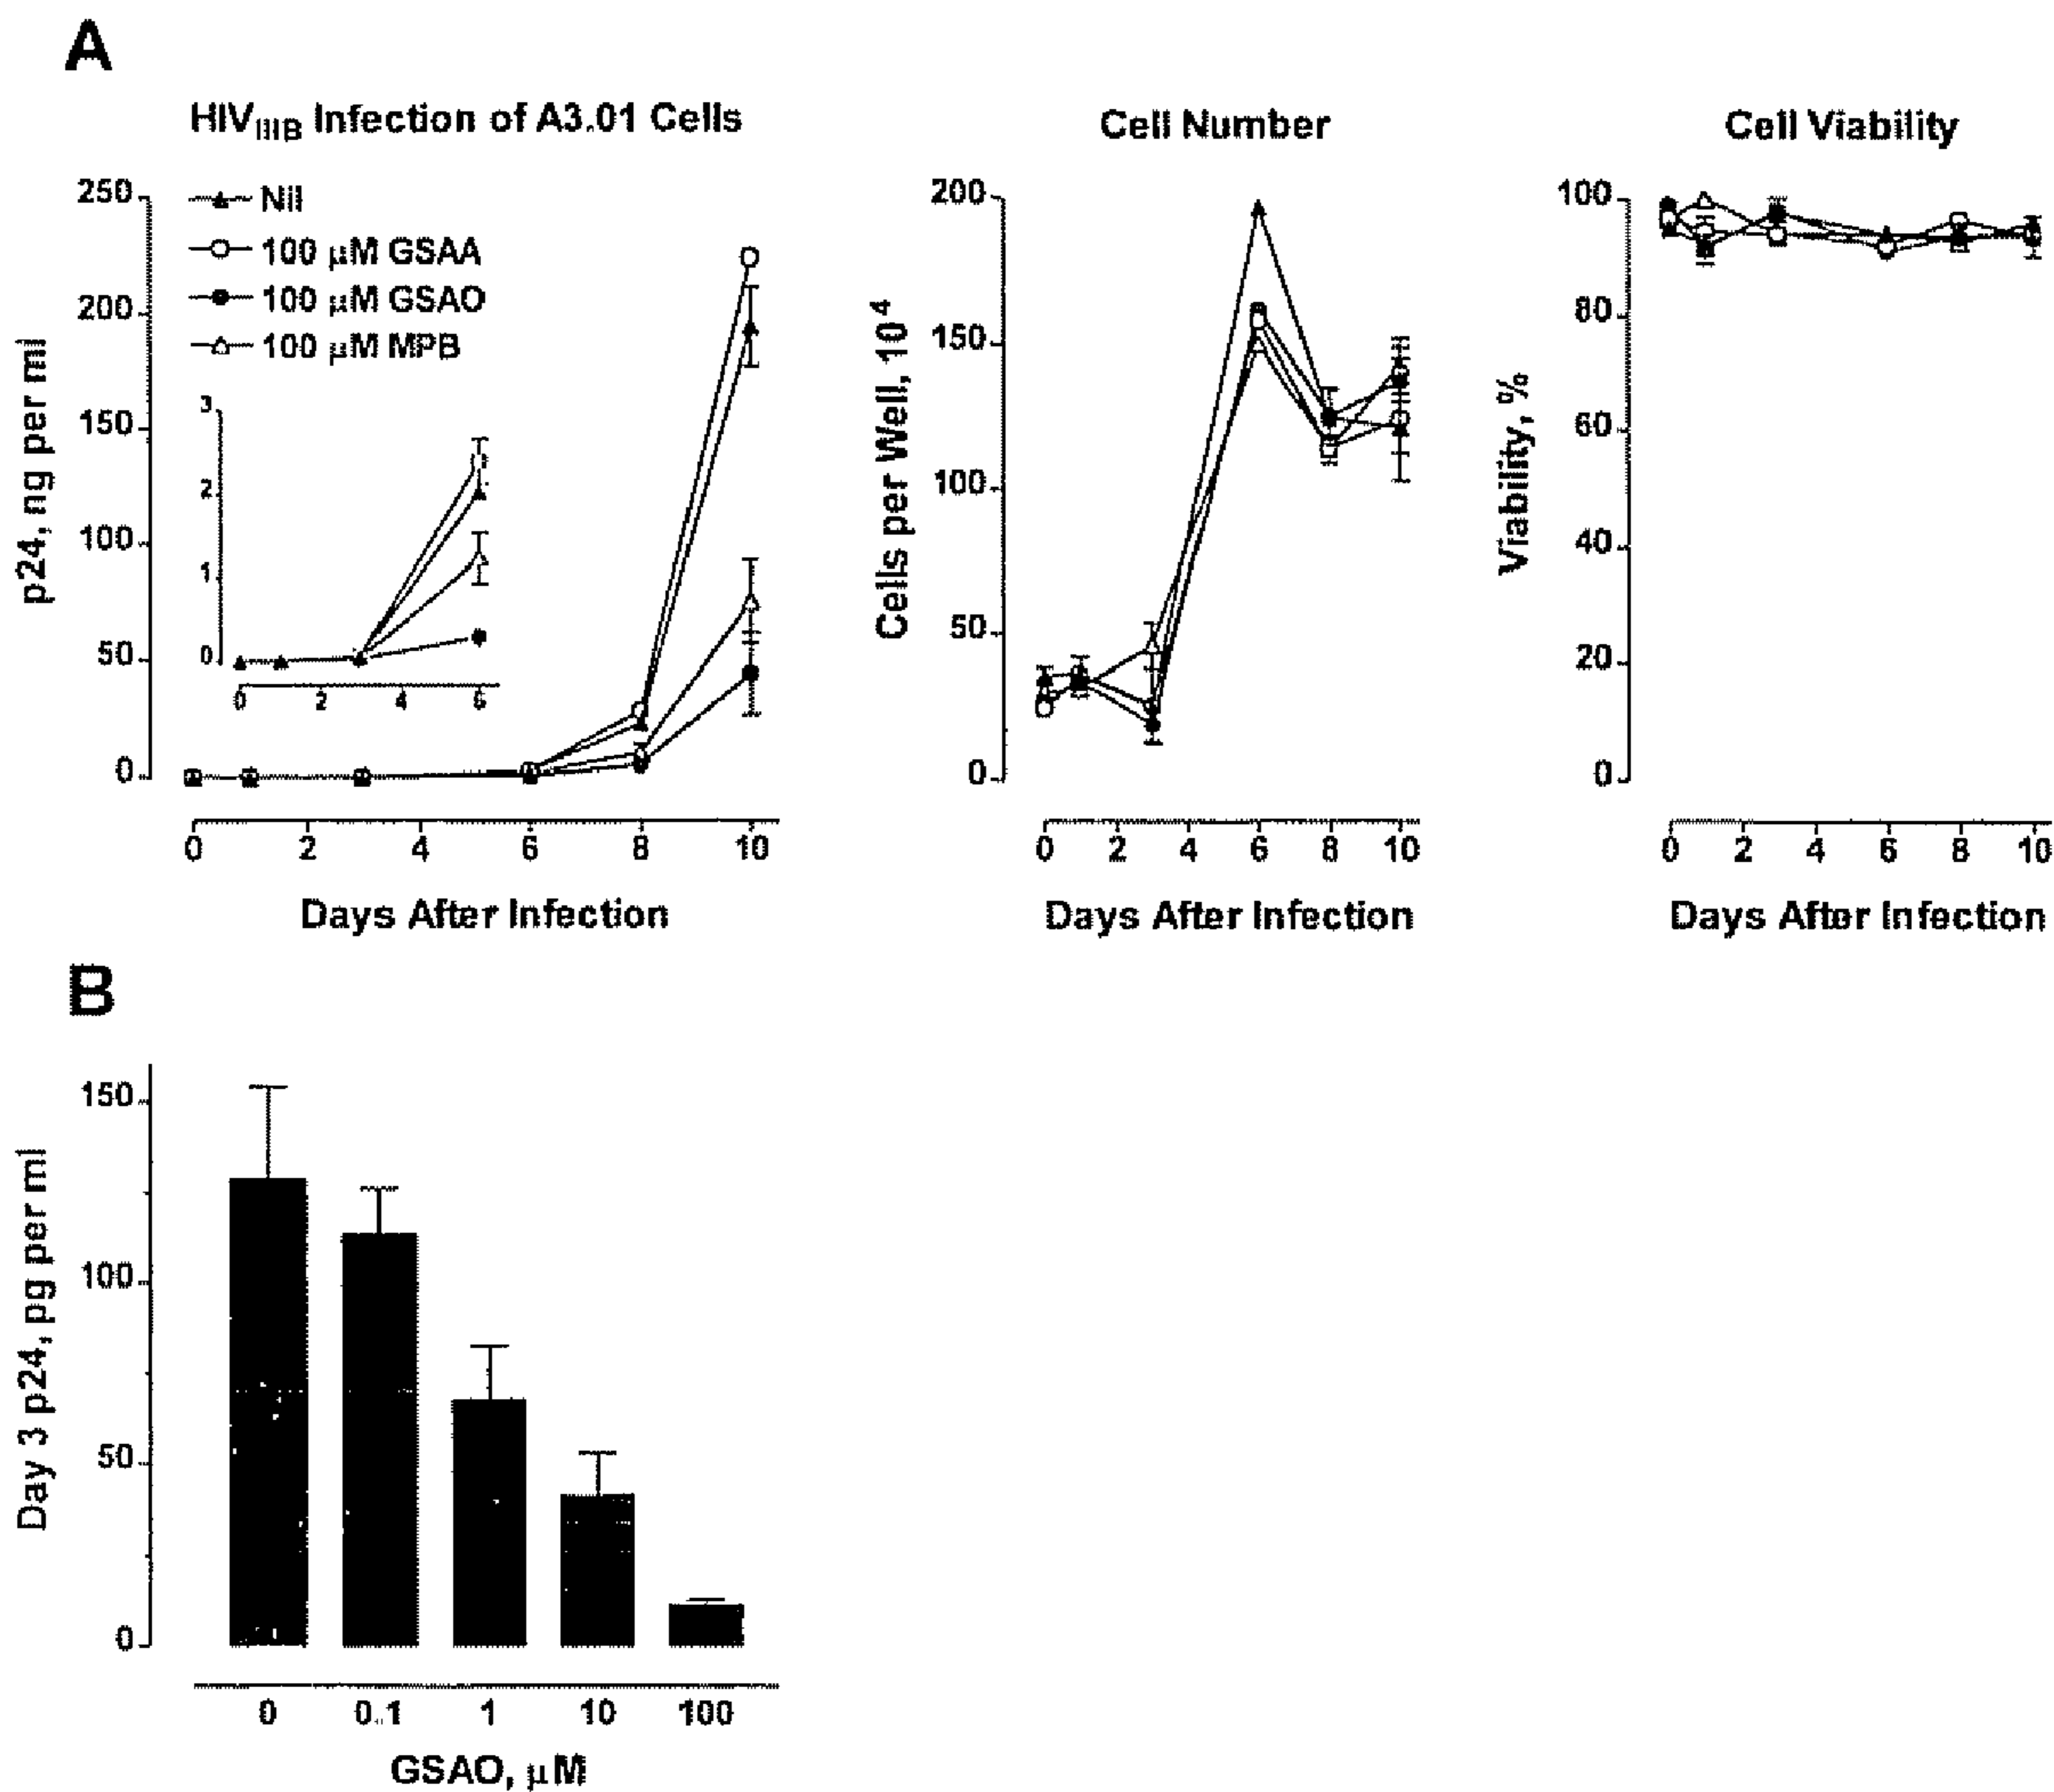 A
HIVIIIB Infection of A3.01 Cells
Nil
100 μM GSAA
100 μM GSAO
100 μM MPB
p24, ng per ml
250
200
150
100
50
0
3
2
1
0
0 2 4 6
0 2 4 6 8 10
Days After Infection
Cell Number
Cells per Well, 10⁴
200
150
100
50
0
0 2 4 6 8 10
Days After Infection
Cell Viability
Viability, %
100
80
60
40
20
0
0 2 4 6 8 10
Days After Infection
B
Day 3 p24, pg per ml
150
100
50
0
0 0.1 1 10 100
GSAO, μM